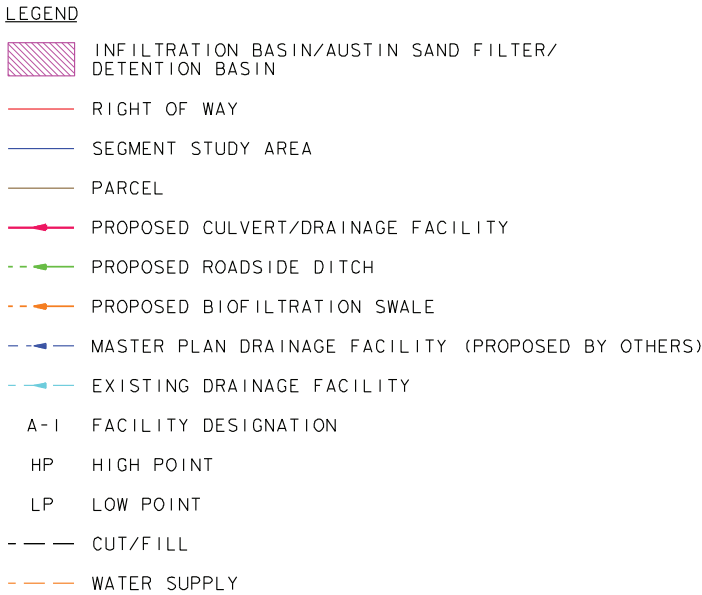 LEGEND
INFILTRATION BASIN/AUSTIN SAND FILTER/
DETENTION BASIN
RIGHT OF WAY
SEGMENT STUDY AREA
PARCEL
PROPOSED CULVERT/DRAINAGE FACILITY
PROPOSED ROADSIDE DITCH
PROPOSED BIOFILTRATION SWALE
MASTER PLAN DRAINAGE FACILITY (PROPOSED BY OTHERS)
EXISTING DRAINAGE FACILITY
A-1 FACILITY DESIGNATION
HP HIGH POINT
LP LOW POINT
CUT/FILL
WATER SUPPLY